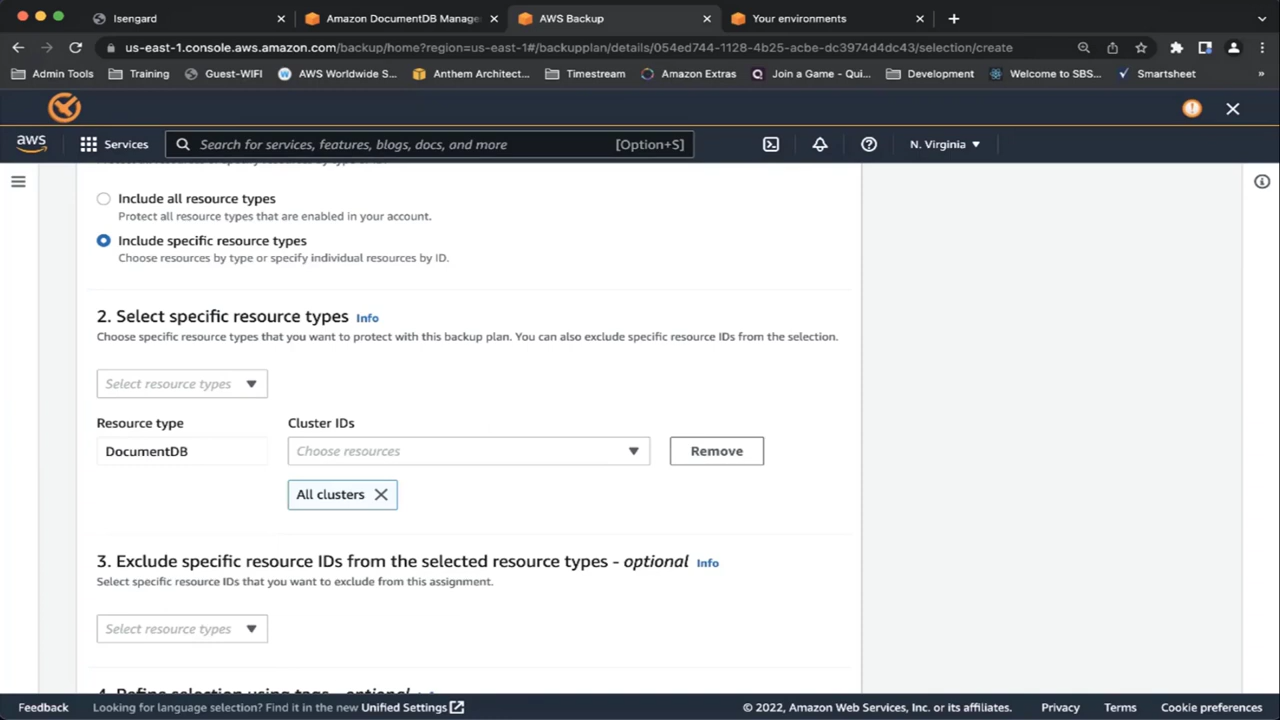 Isengard
Amazon DocumentDB Manage
AWS Backup
Your environments
us-east-1.console.aws.amazon.com/backup/home?region=us-east-1#/backupplan/details/054ed744-1128-4b25-acbe-dc3974d4dc43/selection/create
Admin Tools
Training
Guest-WIFI
AWS Worldwide S...
Anthem Architect...
Timestream
Amazon Extras
Join a Game - Qui...
Development
Welcome to SBS...
Smartsheet
»
aws
Services
Search for services, features, blogs, docs, and more
[Option+S]
N. Virginia
Include all resource types
Protect all resource types that are enabled in your account.
Include specific resource types
Choose resources by type or specify individual resources by ID.
2. Select specific resource types Info
Choose specific resource types that you want to protect with this backup plan. You can also exclude specific resource IDs from the selection.
Select resource types
Resource type
Cluster IDs
DocumentDB
Choose resources
Remove
All clusters
3. Exclude specific resource IDs from the selected resource types - optional Info
Select specific resource IDs that you want to exclude from this assignment.
Select resource types
4. Refine selection using tags - optional
Feedback
Looking for language selection? Find it in the new Unified Settings
© 2022, Amazon Web Services, Inc. or its affiliates.
Privacy
Terms
Cookie preferences